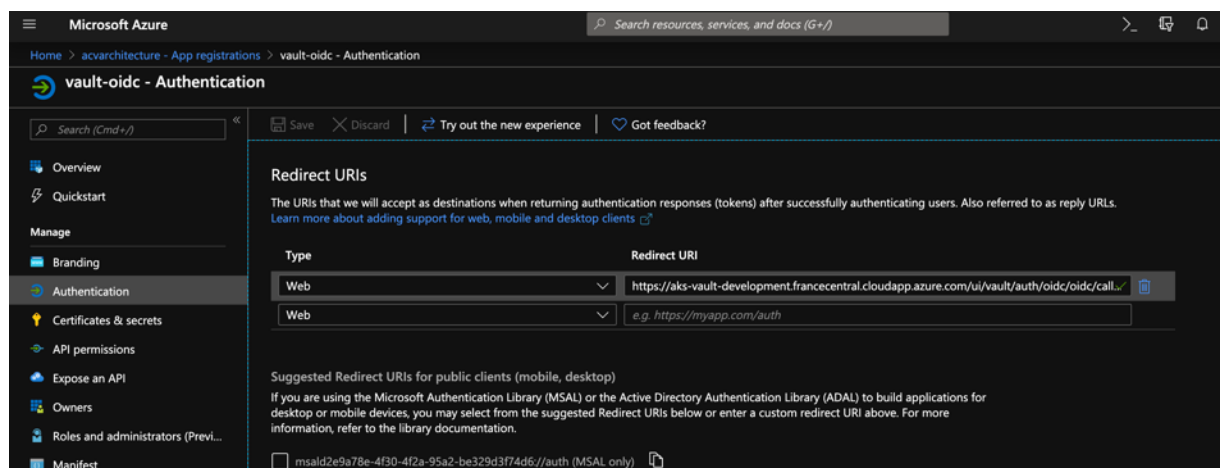 Microsoft Azure
Search resources, services, and docs (G+/)
Home > acvarchitecture - App registrations > vault-oidc - Authentication
vault-oidc - Authentication
Search (Cmd+/)
«
Save
Discard
Try out the new experience
Got feedback?
Overview
Quickstart
Manage
Branding
Authentication
Certificates & secrets
API permissions
Expose an API
Owners
Roles and administrators (Previ...
Manifest
Redirect URIs
The URIs that we will accept as destinations when returning authentication responses (tokens) after successfully authenticating users. Also referred to as reply URLs.
Learn more about adding support for web, mobile and desktop clients
Type
Redirect URI
Web
https://aks-vault-development.francecentral.cloudapp.azure.com/ui/vault/auth/oidc/oidc/call...
Web
e.g. https://myapp.com/auth
Suggested Redirect URIs for public clients (mobile, desktop)
If you are using the Microsoft Authentication Library (MSAL) or the Active Directory Authentication Library (ADAL) to build applications for
desktop or mobile devices, you may select from the suggested Redirect URIs below or enter a custom redirect URI above. For more
information, refer to the library documentation.
msald2e9a78e-4f30-4f2a-95a2-be329d3f74d6://auth (MSAL only)